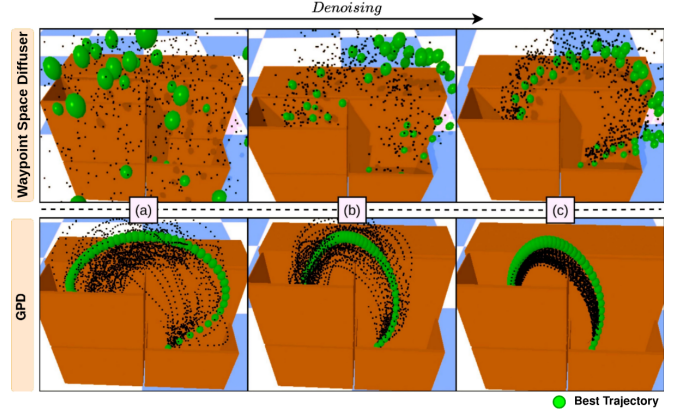 Denoising
Waypoint Space Diffuser
(a)
(b)
(c)
GPD
Best Trajectory